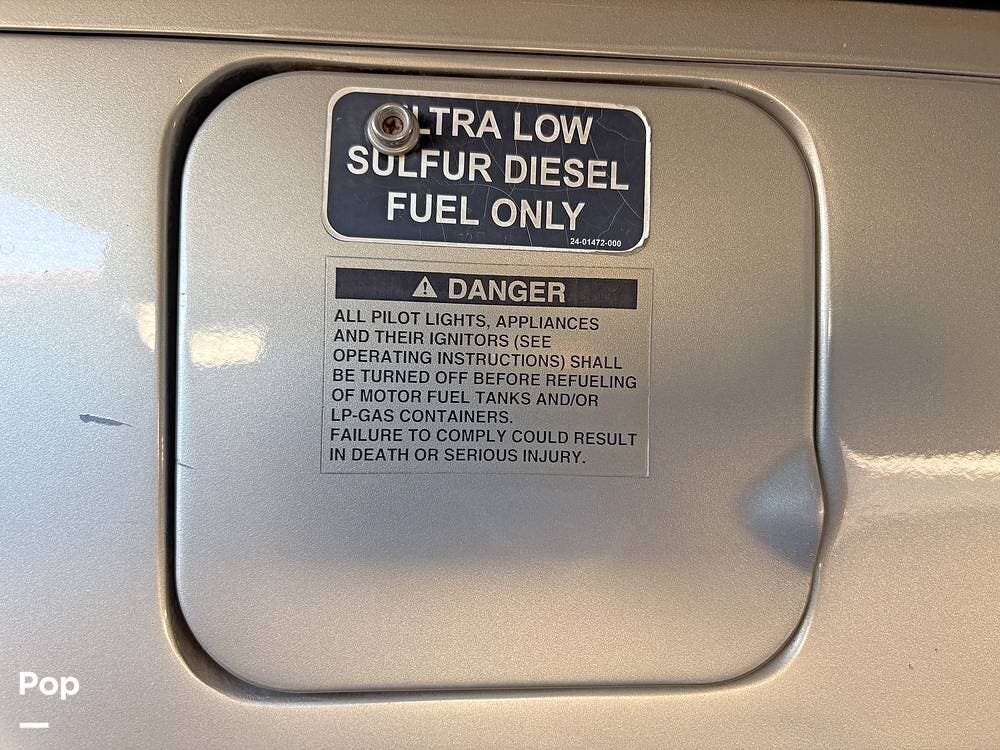 ULTRA LOW
SULFUR DIESEL
FUEL ONLY
24-01472-000
DANGER
ALL PILOT LIGHTS, APPLIANCES
AND THEIR IGNITORS (SEE
OPERATING INSTRUCTIONS) SHALL
BE TURNED OFF BEFORE REFUELING
OF MOTOR FUEL TANKS AND/OR
LP-GAS CONTAINERS.
FAILURE TO COMPLY COULD RESULT
IN DEATH OR SERIOUS INJURY.
Pop